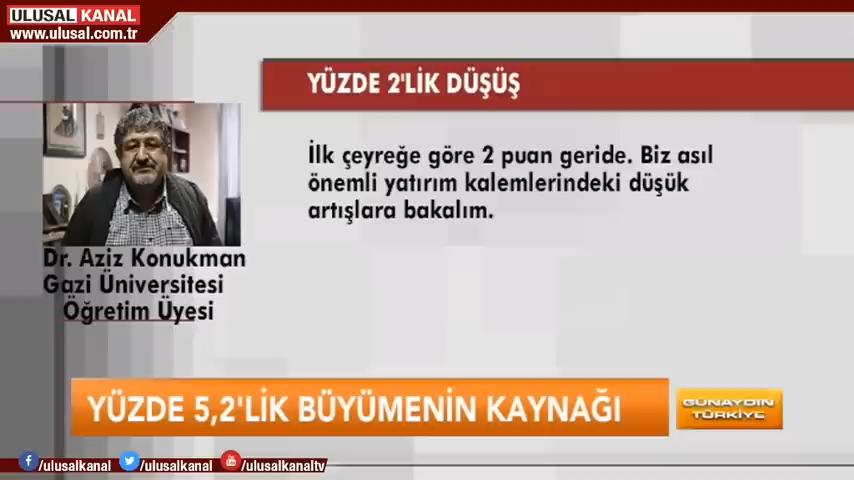 ULUSAL KANAL
www.ulusal.com.tr
YÜZDE 2'LİK DÜŞÜŞ
İlk çeyreğe göre 2 puan geride. Biz asıl
önemli yatırım kalemlerindeki düşük
artışlara bakalım.
Dr. Aziz Konukman
Gazi Üniversitesi
Öğretim Üyesi
YÜZDE 5,2'LİK BÜYÜMENİN KAYNAĞI
GÜNAYDIN
TÜRKİYE
/ulusalkanal /ulusalkanal /ulusalkanaltv